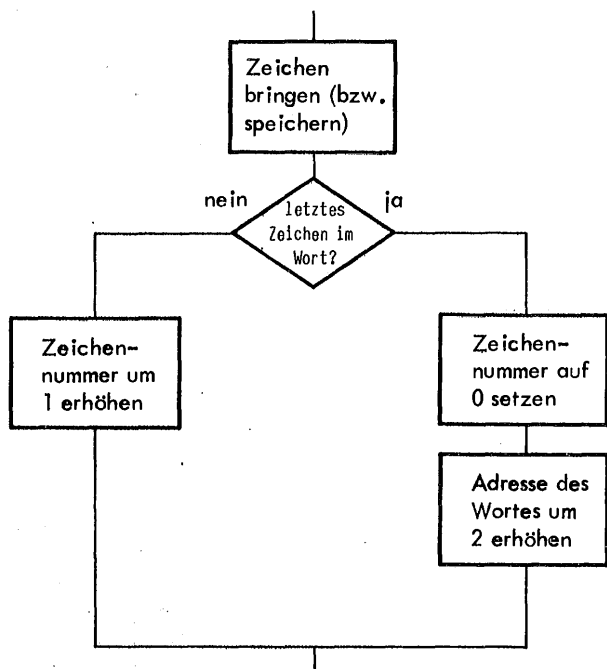 Zeichen
bringen (bzw.
speichern)
nein
ja
letztes
Zeichen im
Wort?
Zeichen-
nummer um
1 erhöhen
Zeichen-
nummer auf
0 setzen
Adresse des
Wortes um
2 erhöhen